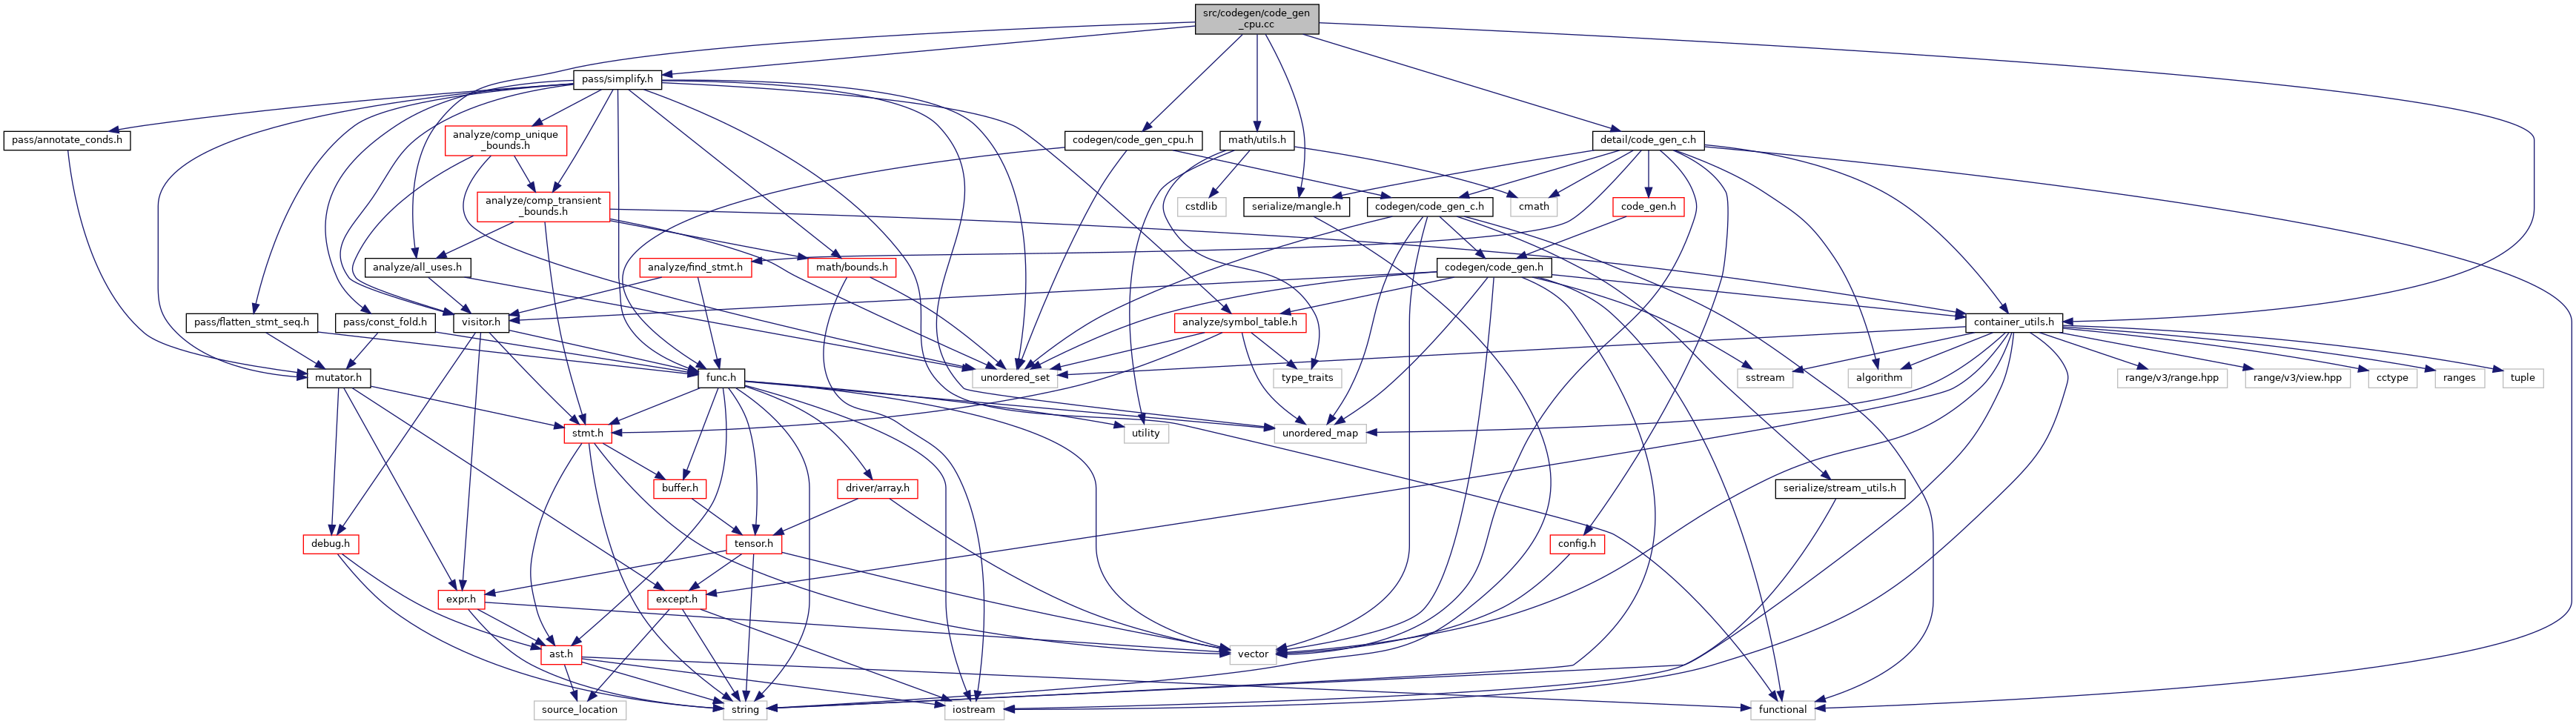 src/codegen/code_gen
_cpu.cc
pass/simplify.h
pass/annotate_conds.h
analyze/comp_unique
_bounds.h
codegen/code_gen_cpu.h
math/utils.h
detail/code_gen_c.h
analyze/comp_transient
_bounds.h
cstdlib
serialize/mangle.h
codegen/code_gen_c.h
cmath
code_gen.h
analyze/all_uses.h
analyze/find_stmt.h
math/bounds.h
codegen/code_gen.h
pass/flatten_stmt_seq.h
pass/const_fold.h
visitor.h
analyze/symbol_table.h
container_utils.h
mutator.h
func.h
unordered_set
type_traits
sstream
algorithm
range/v3/range.hpp
range/v3/view.hpp
cctype
ranges
tuple
stmt.h
utility
unordered_map
buffer.h
driver/array.h
serialize/stream_utils.h
debug.h
tensor.h
config.h
expr.h
except.h
ast.h
vector
source_location
string
iostream
functional